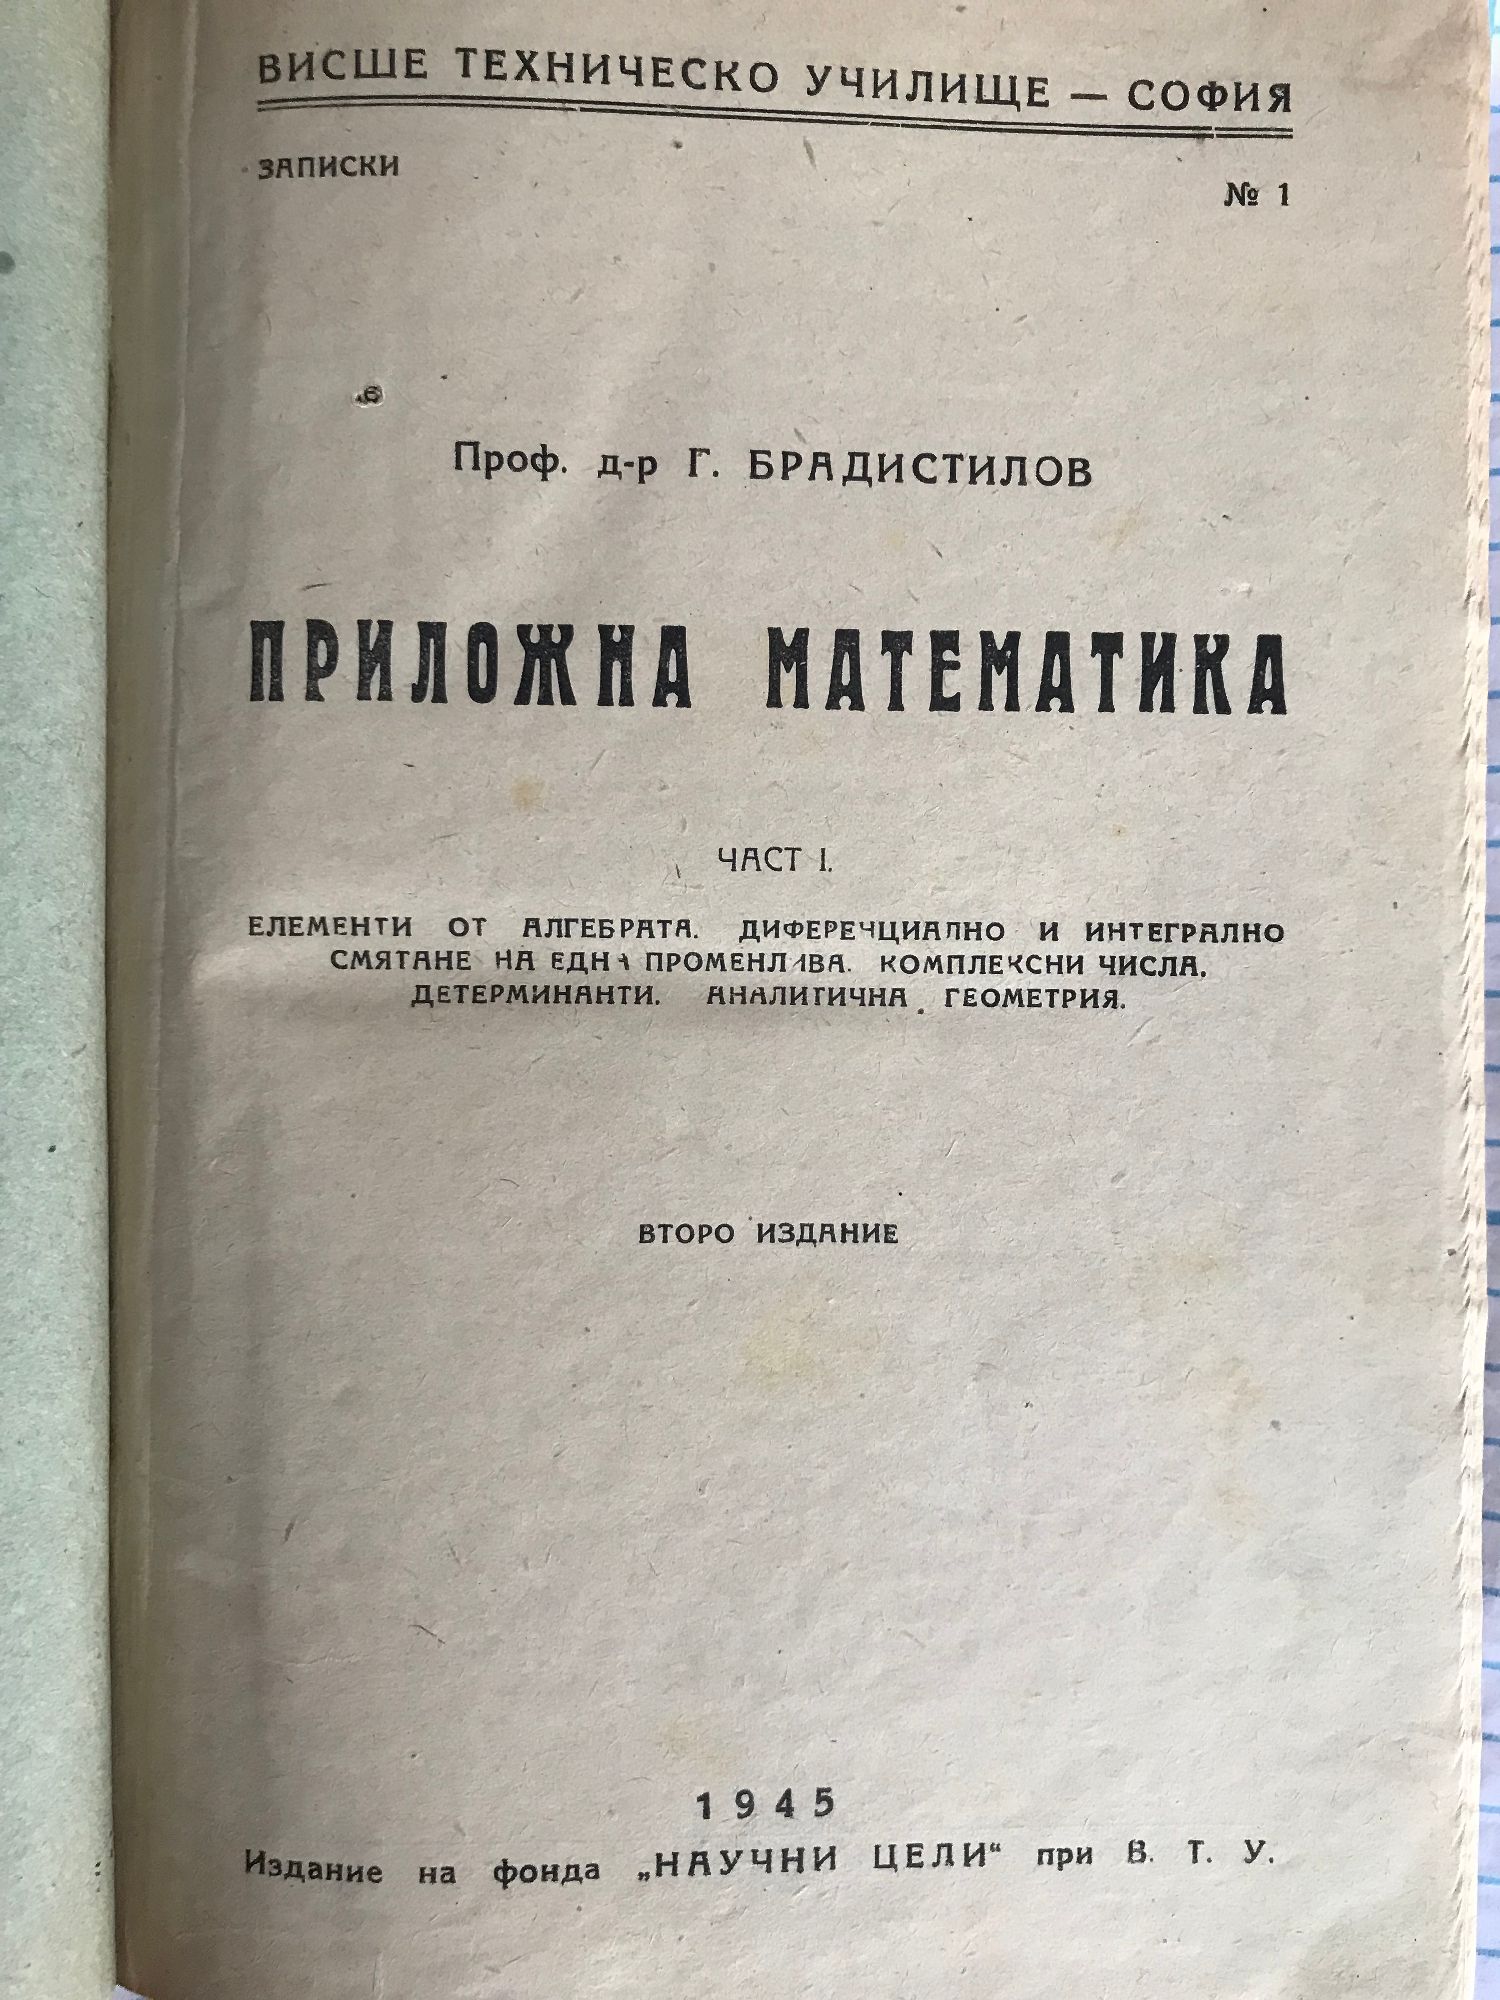 ВИСШЕ ТЕХНИЧЕСКО УЧИЛИЩЕ — СОФИЯ
ЗАПИСКИ
№ 1
Проф. д-р Г. БРАДИСТИЛОВ
ПРИЛОЖНА МАТЕМАТИКА
ЧАСТ I.
ЕЛЕМЕНТИ ОТ АЛГЕБРАТА. ДИФЕРЕНЦИАЛНО И ИНТЕГРАЛНО
СМЯТАНЕ НА ЕДНА ПРОМЕНЛИВА. КОМПЛЕКСНИ ЧИСЛА.
ДЕТЕРМИНАНТИ. АНАЛИТИЧНА ГЕОМЕТРИЯ.
ВТОРО ИЗДАНИЕ
1945
Издание на фонда „НАУЧНИ ЦЕЛИ“ при В. Т. У.